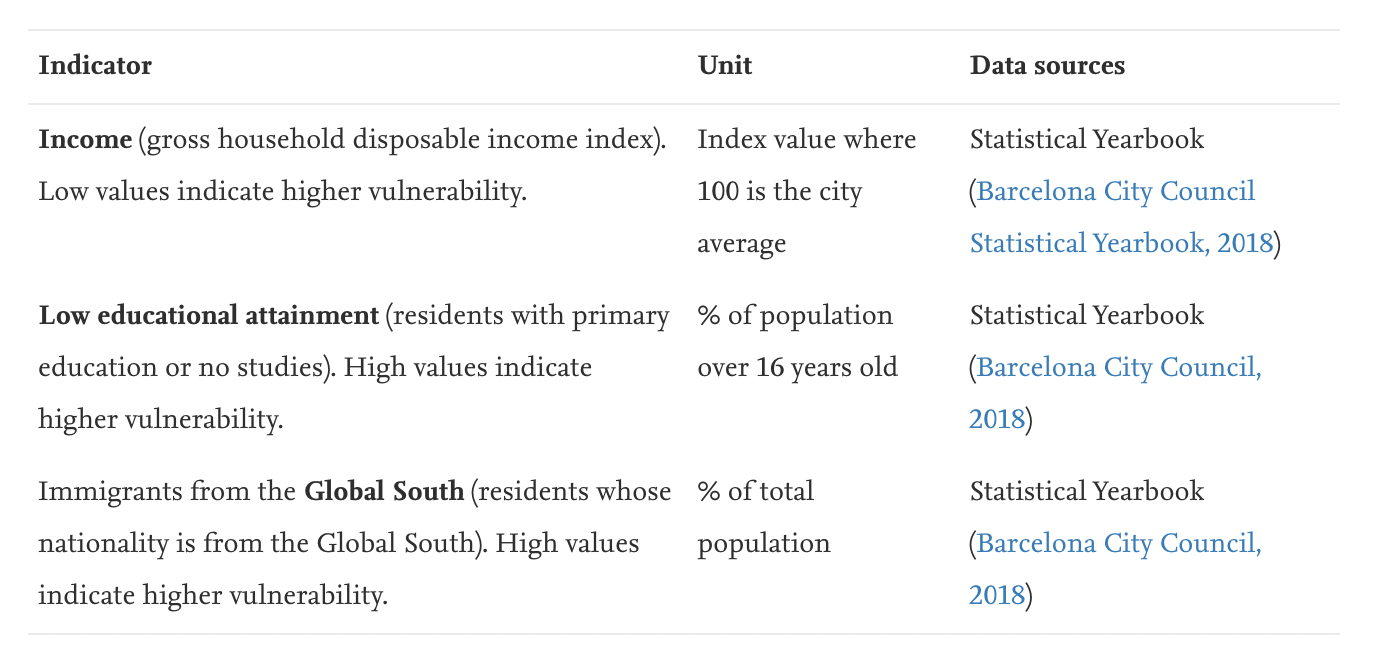 Indicator Unit Data sources
Income (gross household disposable income index). Index value where Statistical Yearbook
Low values indicate higher vulnerability. 100 is the city (Barcelona City Council
average Statistical Yearbook, 2018)
Low educational attainment (residents with primary % of population Statistical Yearbook
education or no studies). High values indicate over 16 years old (Barcelona City Council,
higher vulnerability. 2018)
Immigrants from the Global South (residents whose % of total Statistical Yearbook
nationality is from the Global South). High values population (Barcelona City Council,
indicate higher vulnerability. 2018)